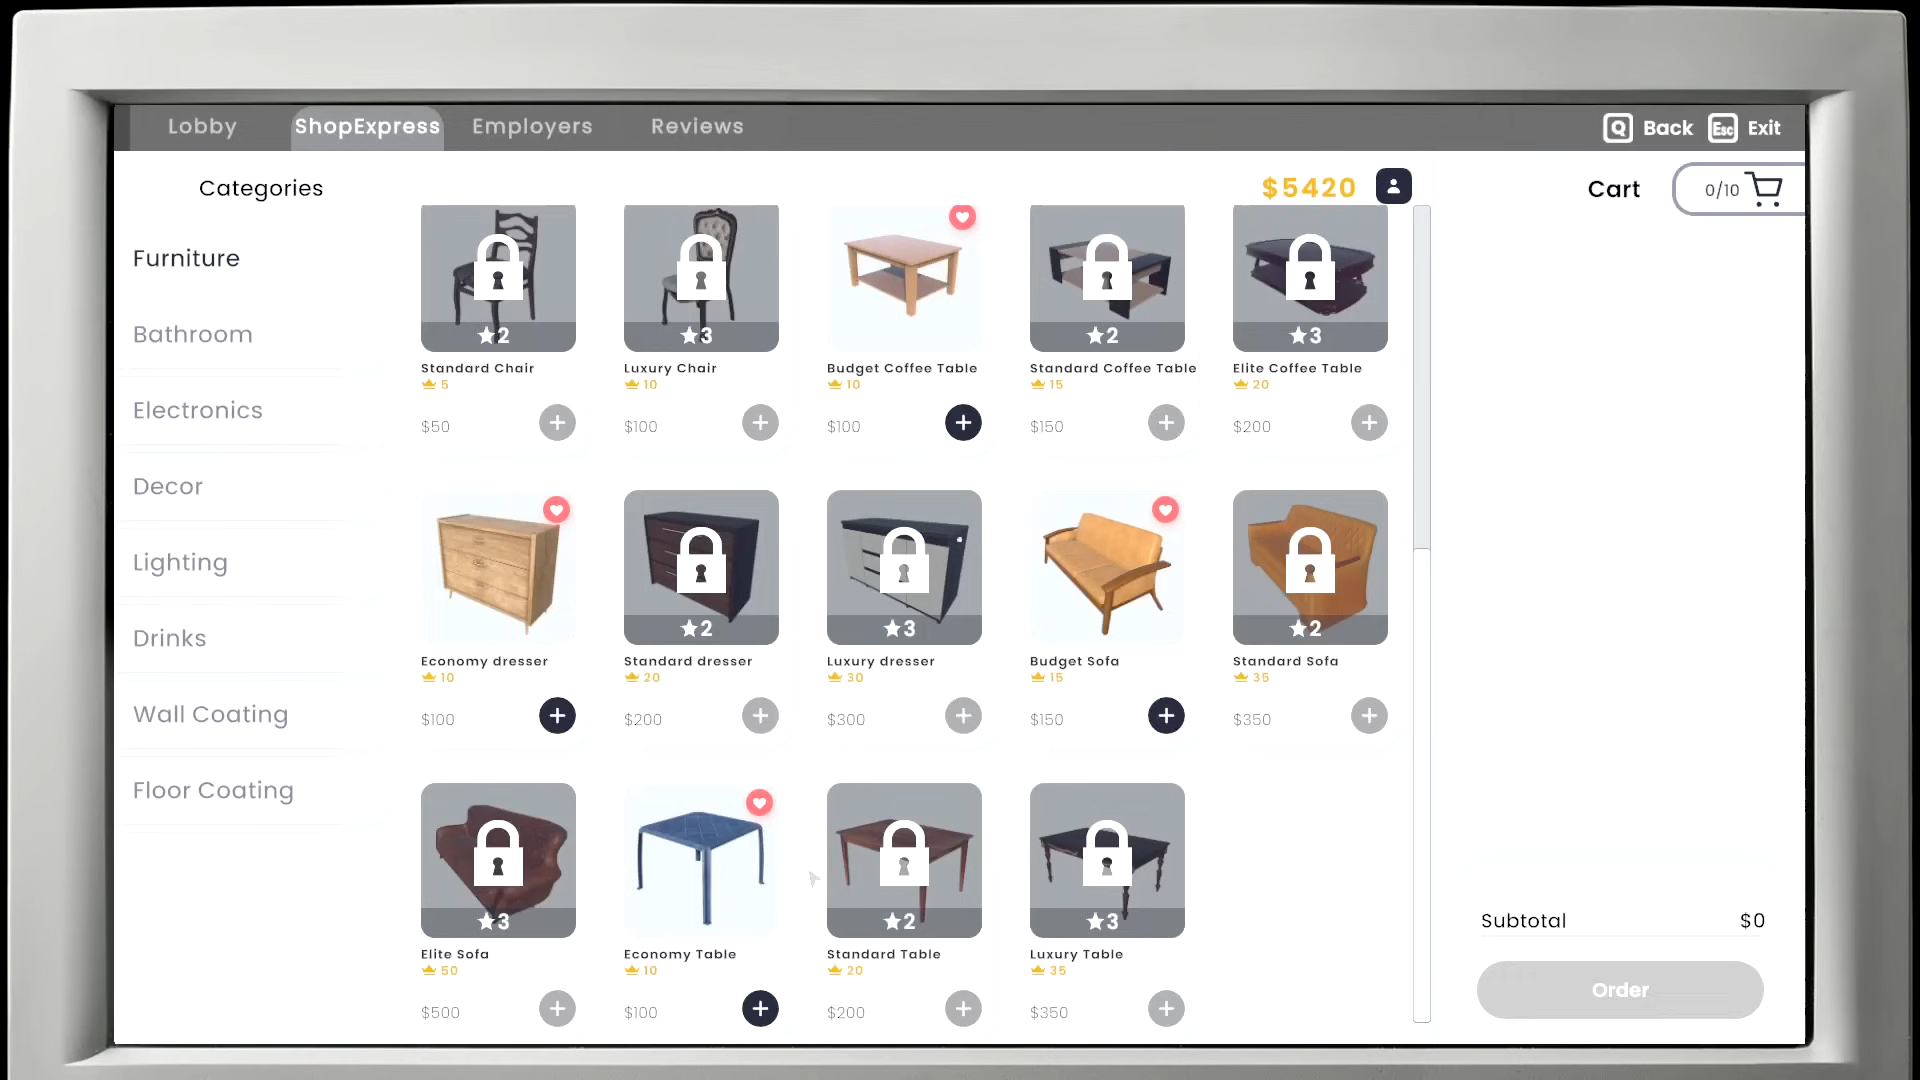 Lobby ShopExpress Employers Reviews Q Back Esc Exit
Categories $5420 Cart 0/10
Furniture
Bathroom
Electronics
Decor
Lighting
Drinks
Wall Coating
Floor Coating
2 3 2 3
Standard Chair Luxury Chair Budget Coffee Table Standard Coffee Table Elite Coffee Table
5 10 10 15 20
$50 $100 $100 $150 $200
2 3 2
Economy dresser Standard dresser Luxury dresser Budget Sofa Standard Sofa
10 20 30 15 35
$100 $200 $300 $150 $350
3 2 3
Elite Sofa Economy Table Standard Table Luxury Table
50 10 20 35
$500 $100 $200 $350
Subtotal $0
Order